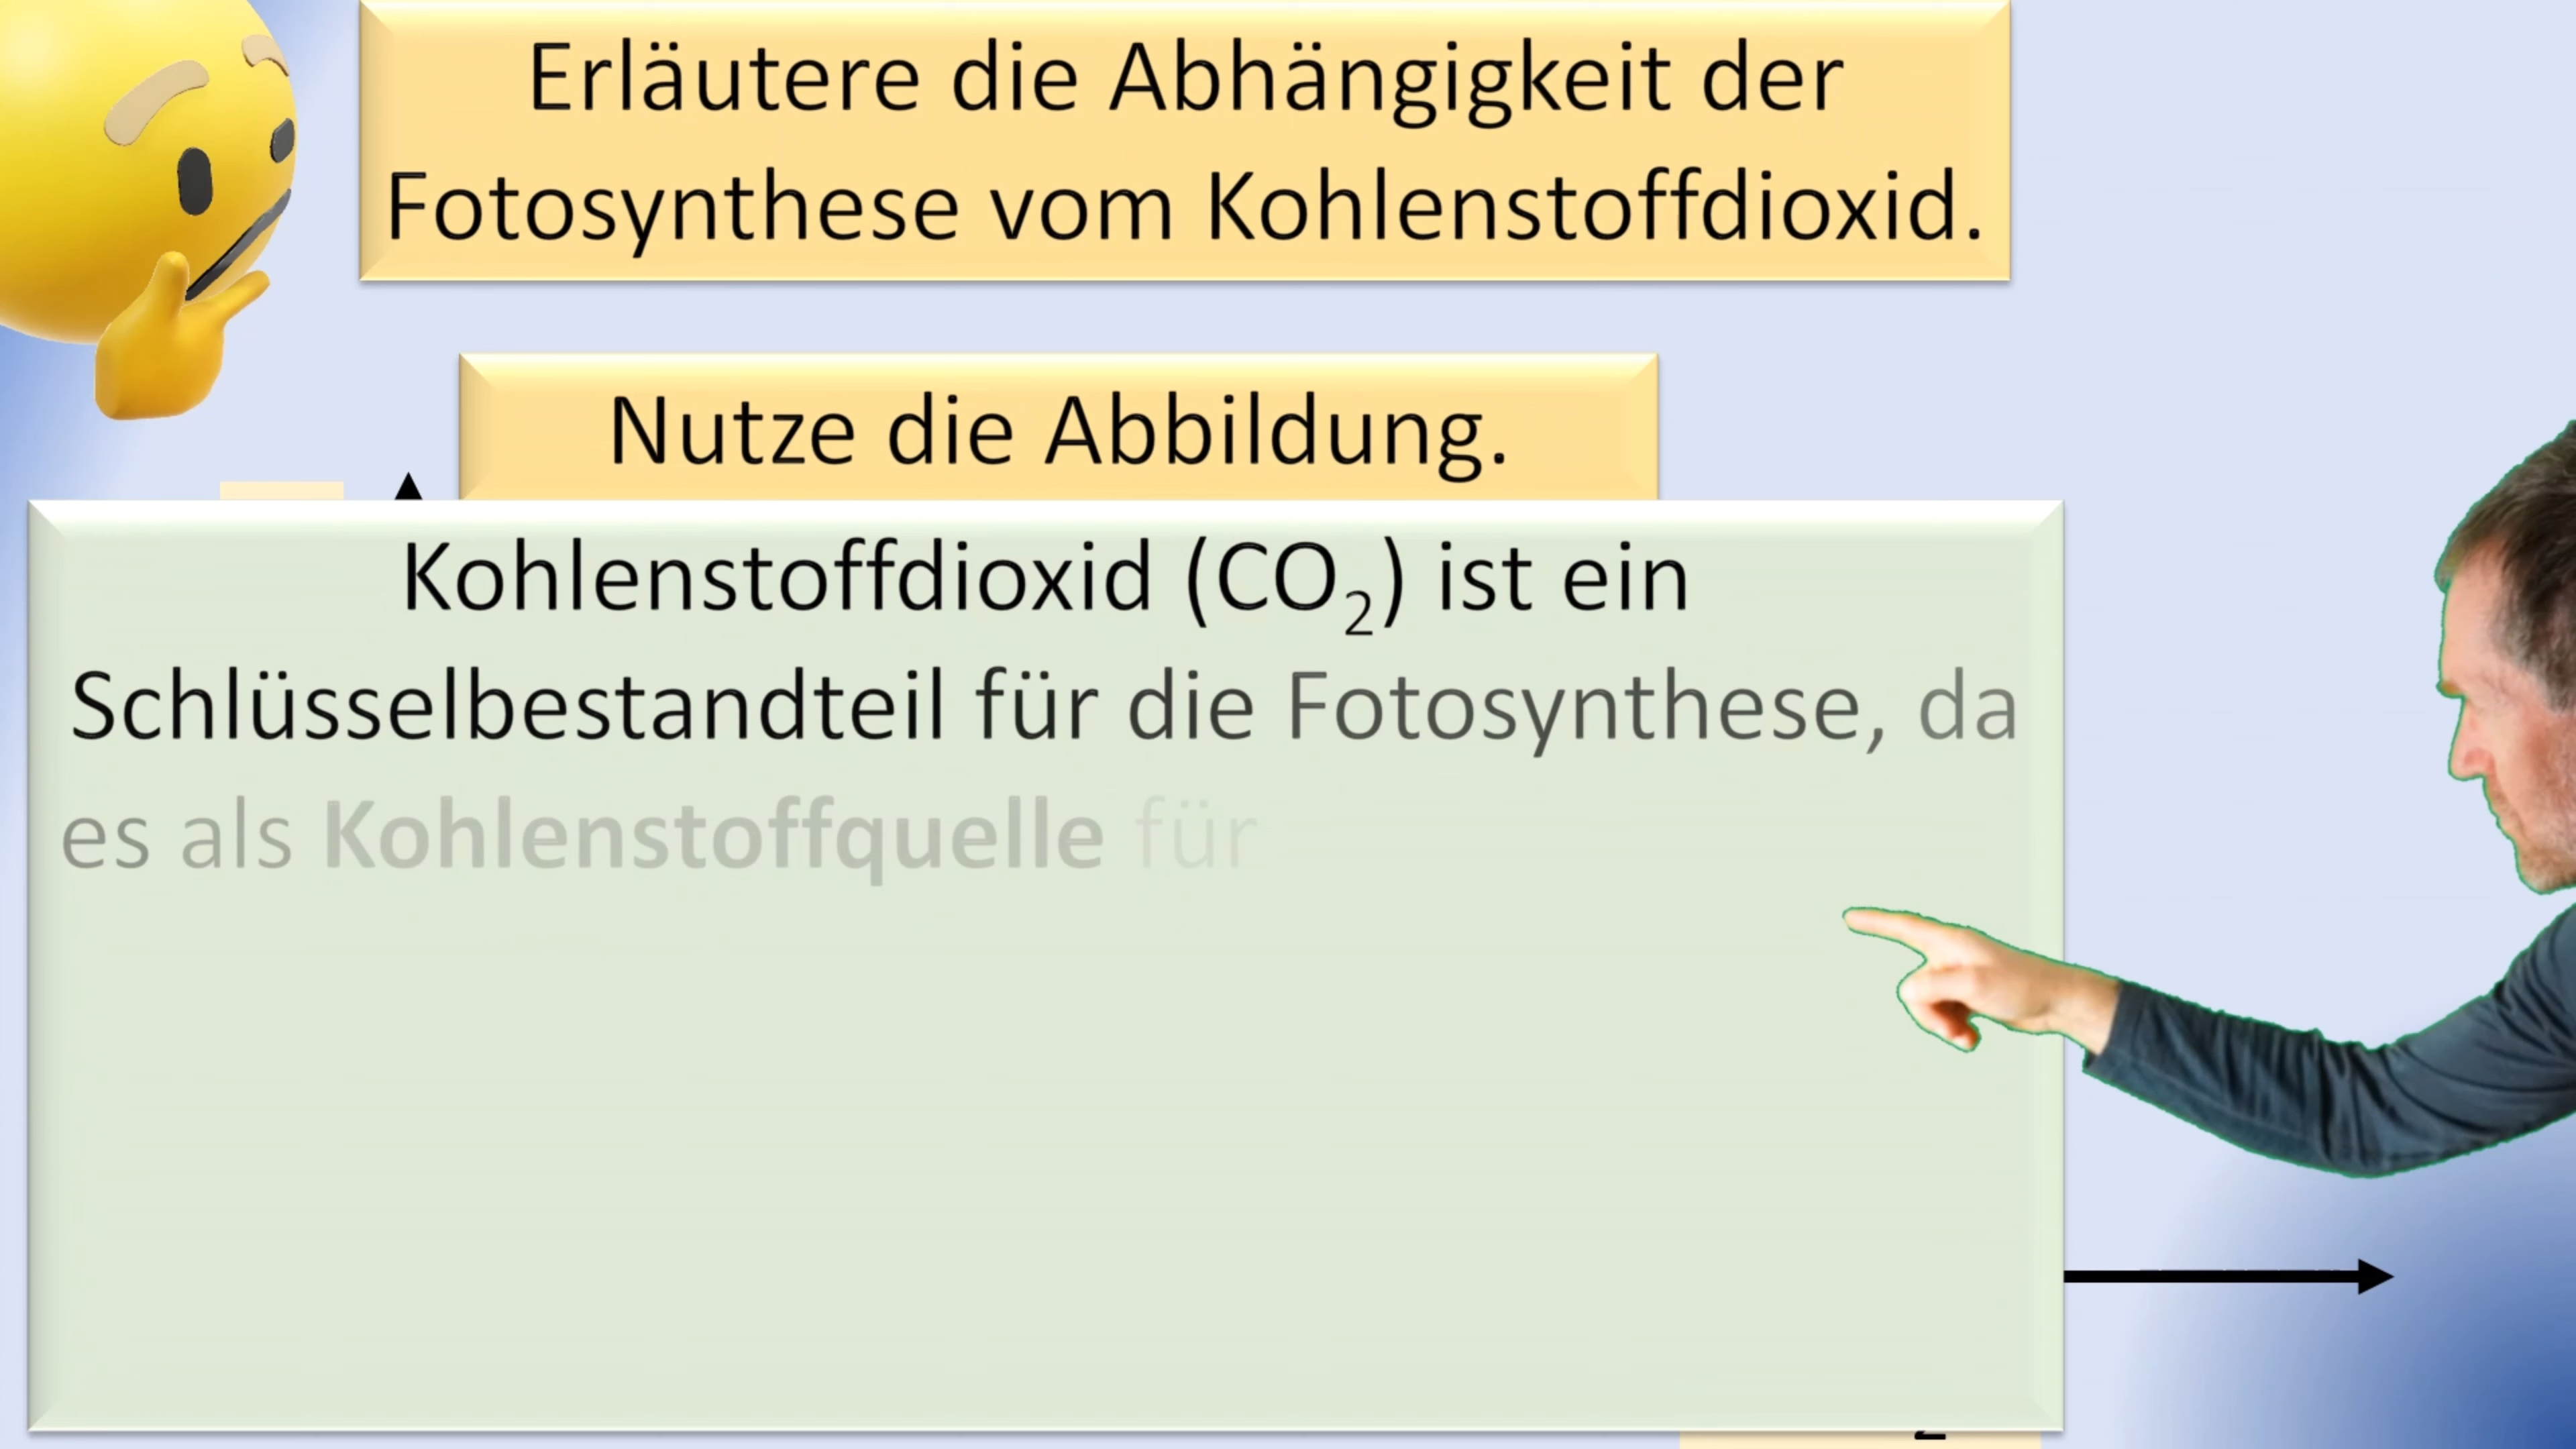 Erläutere die Abhängigkeit der
Fotosynthese vom Kohlenstoffdioxid.
Nutze die Abbildung.
Kohlenstoffdioxid (CO₂) ist ein
Schlüsselbestandteil für die Fotosynthese, da
es als Kohlenstoffquelle für